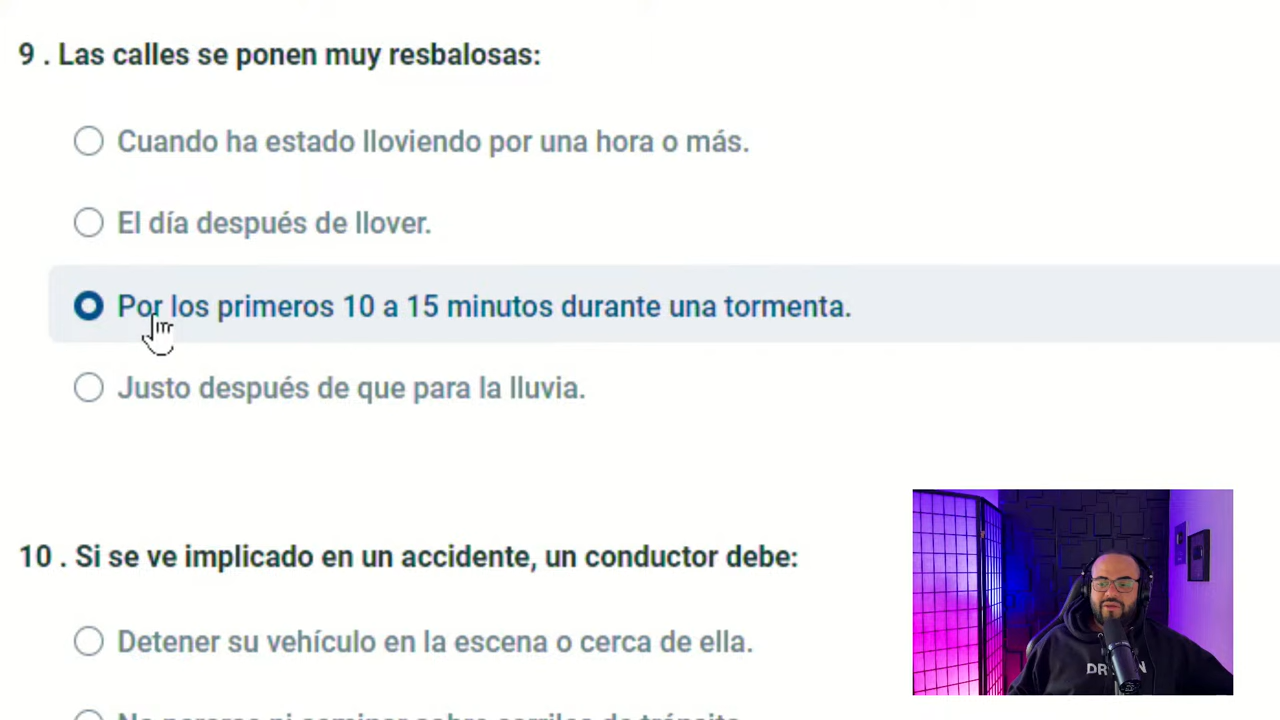 9 . Las calles se ponen muy resbalosas:
Cuando ha estado lloviendo por una hora o más.
El día después de llover.
Por los primeros 10 a 15 minutos durante una tormenta.
Justo después de que para la lluvia.
10 . Si se ve implicado en un accidente, un conductor debe:
Detener su vehículo en la escena o cerca de ella.